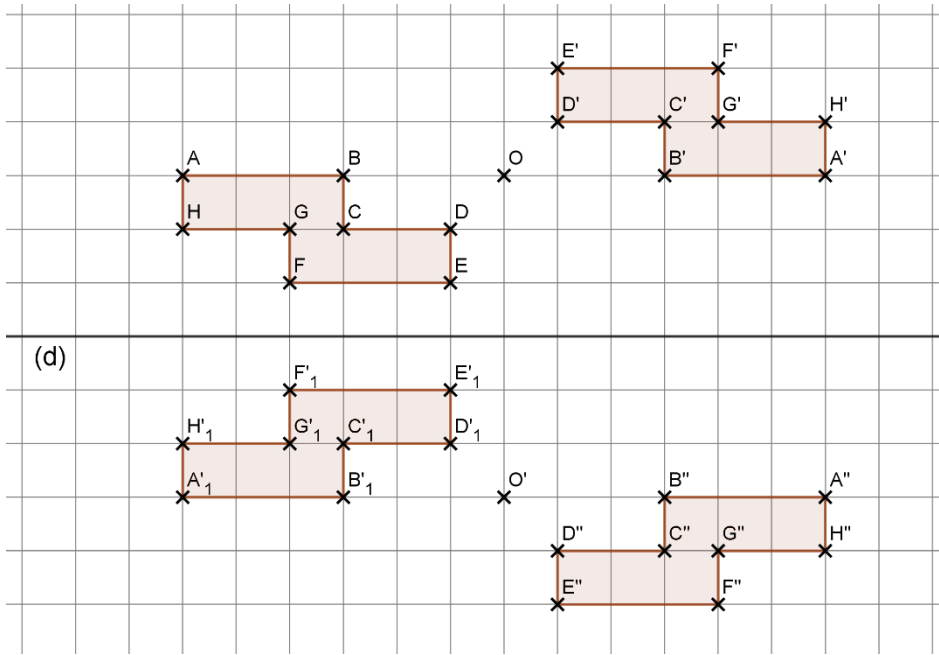 E' F'
D' C' G' H'
A B O B' A'
H G C D
F E
(d)
F'₁ E'₁
H'₁ G'₁ C'₁ D'₁
A'₁ B'₁ O' B" A"
D" C" G" H"
E" F"